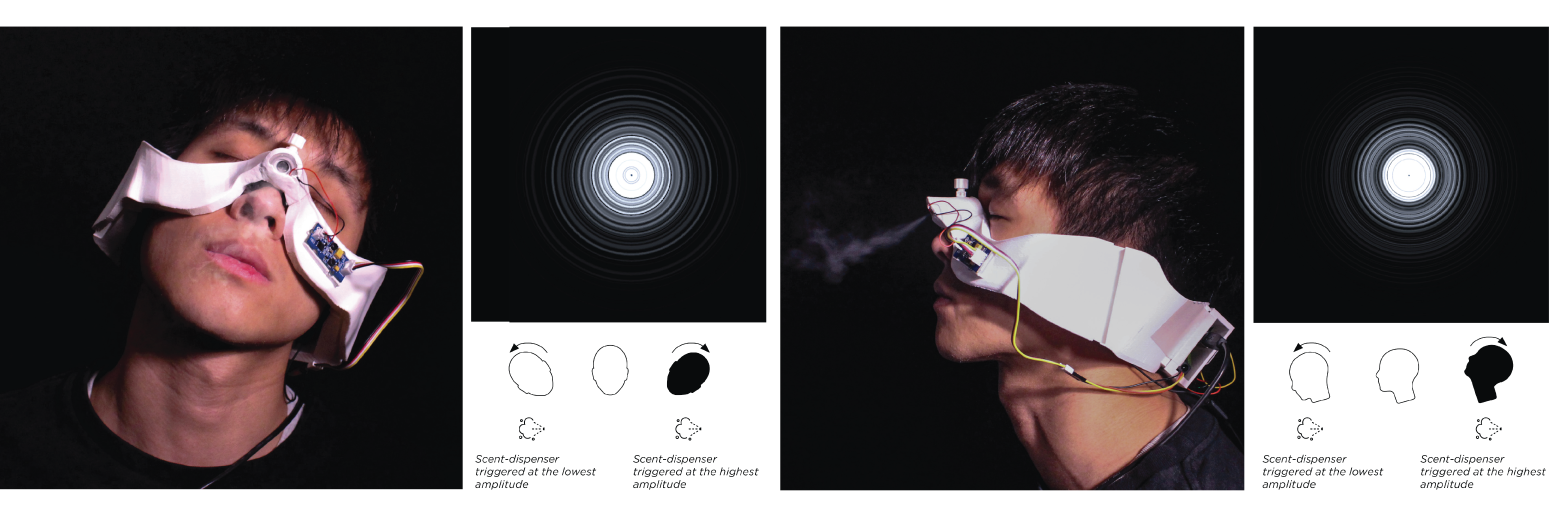 Scent-dispenser
triggered at the lowest
amplitude
Scent-dispenser
triggered at the highest
amplitude
Scent-dispenser
triggered at the lowest
amplitude
Scent-dispenser
triggered at the highest
amplitude